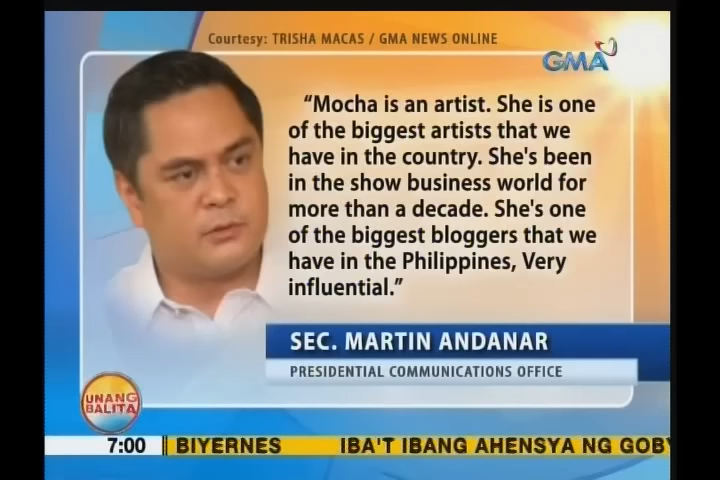 Courtesy: TRISHA MACAS / GMA NEWS ONLINE
GMA
“Mocha is an artist. She is one
of the biggest artists that we
have in the country. She's been
in the show business world for
more than a decade. She's one
of the biggest bloggers that we
have in the Philippines, Very
influential.”
SEC. MARTIN ANDANAR
PRESIDENTIAL COMMUNICATIONS OFFICE
UNANG
BALITA
7:00 BIYERNES IBA'T IBANG AHENSYA NG GOBY